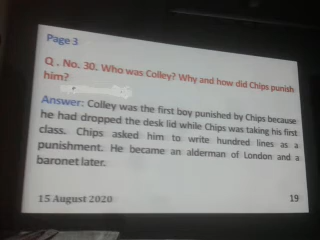 Page 3
Q . No. 30. Who was Colley? Why and how did Chips punish
him?
Answer: Colley was the first boy punished by Chips because
he had dropped the desk lid while Chips was taking his first
class. Chips asked him to write hundred lines as a
punishment. He became an alderman of London and a
baronet later.
15 August 2020
19